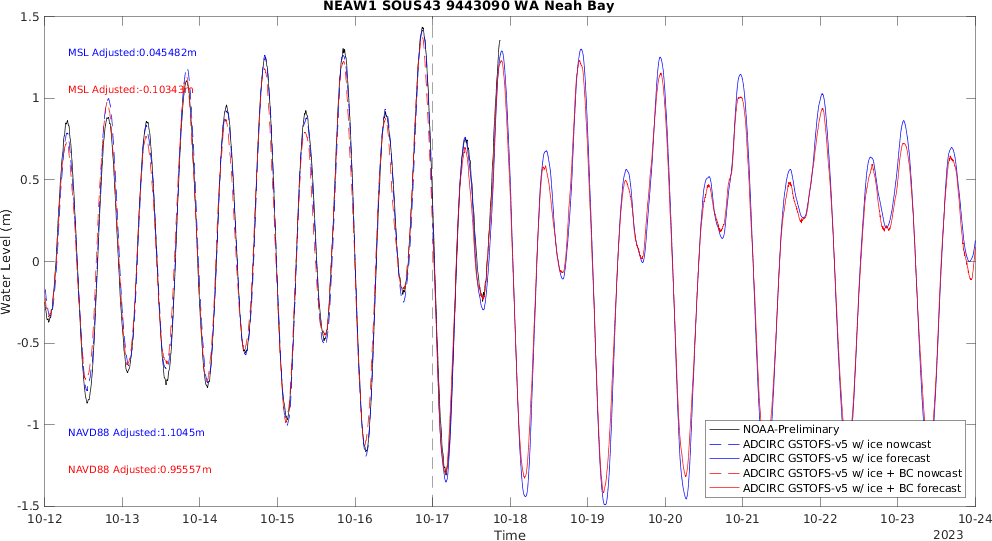 NEAW1 SOUS43 9443090 WA Neah Bay
1.5
1
0.5
0
-0.5
-1
-1.5
Water Level (m)
MSL Adjusted:0.045482m
MSL Adjusted:-0.10343m
NAVD88 Adjusted:1.1045m
NAVD88 Adjusted:0.95557m
NOAA-Preliminary
ADCIRC GSTOFS-v5 w/ ice nowcast
ADCIRC GSTOFS-v5 w/ ice forecast
ADCIRC GSTOFS-v5 w/ ice + BC nowcast
ADCIRC GSTOFS-v5 w/ ice + BC forecast
10-12 10-13 10-14 10-15 10-16 10-17 10-18 10-19 10-20 10-21 10-22 10-23 10-24
Time
2023